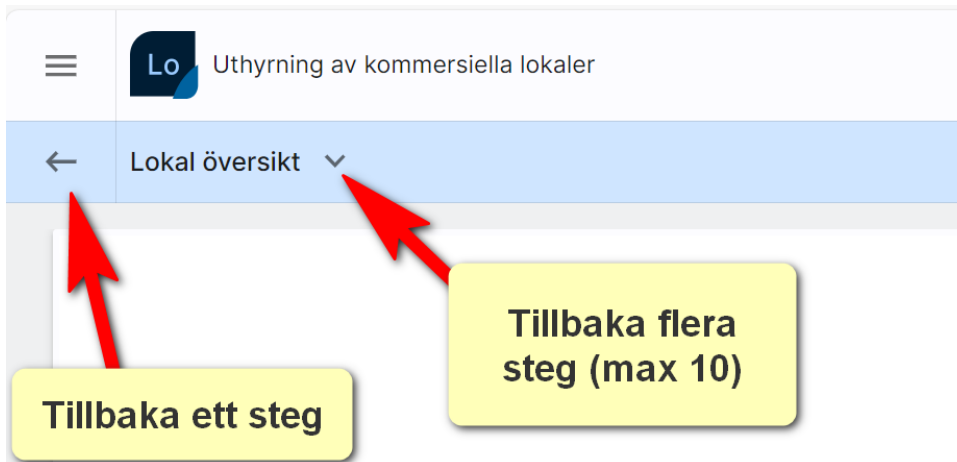 Lo
Uthyrning av kommersiella lokaler
Lokal översikt
Tillbaka flera
steg (max 10)
Tillbaka ett steg